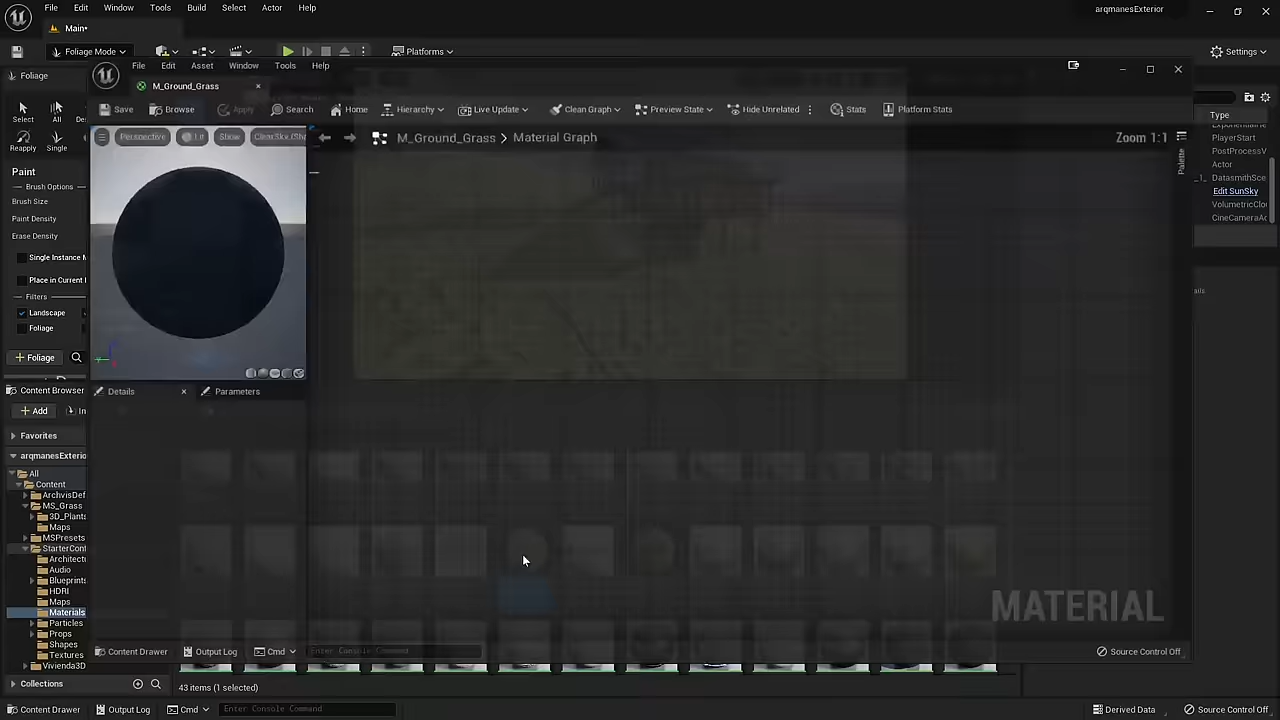 File Edit Window Tools Build Select Actor Help
arqmanesExterior
Main•
Foliage Mode
Platforms
Settings
File Edit Asset Window Tools Help
Foliage
M_Ground_Grass
Save Browse Apply Search Home Hierarchy Live Update Clean Graph Preview State Hide Unrelated Stats Platform Stats
Select All
Reapply Single
Perspective Lit Show
M_Ground_Grass > Material Graph
Zoom 1:1
Palette
Type
PlayerStart
PostProcessV
Actor
DatasmithSce
Edit SunSky
VolumetricClo
CineCameraAc
Paint
Brush Options
Brush Size
Paint Density
Erase Density
Single Instance M
Place in Current l
Filters
Landscape
Foliage
+ Foliage
Content Browser
Details
Parameters
+ Add
Favorites
arqmanesExterio
All
Content
ArchvisDef
MS_Grass
3D_Plants
Maps
MSPresets
StarterCont
Architectu
Audio
Blueprints
HDRI
Maps
Materials
Particles
Props
Shapes
Textures
Vivienda3D
MATERIAL
Content Drawer Output Log Cmd Enter Console Command
Source Control Off
Collections
43 items (1 selected)
Content Drawer Output Log Cmd Enter Console Command
Derived Data Source Control Off